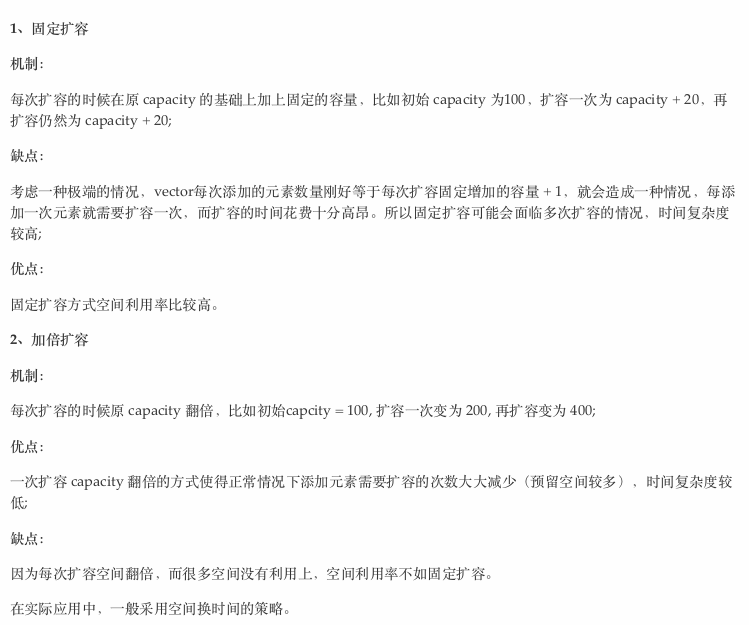 1、固定扩容
机制：
每次扩容的时候在原 capacity 的基础上加上固定的容量，比如初始 capacity 为100，扩容一次为 capacity + 20，再
扩容仍然为 capacity + 20;
缺点：
考虑一种极端的情况，vector每次添加的元素数量刚好等于每次扩容固定增加的容量 + 1，就会造成一种情况，每添
加一次元素就需要扩容一次，而扩容的时间花费十分高昂。所以固定扩容可能会面临多次扩容的情况，时间复杂度
较高;
优点：
固定扩容方式空间利用率比较高。
2、加倍扩容
机制：
每次扩容的时候原 capacity 翻倍，比如初始capcity = 100, 扩容一次变为 200, 再扩容变为 400;
优点：
一次扩容 capacity 翻倍的方式使得正常情况下添加元素需要扩容的次数大大减少（预留空间较多），时间复杂度较
低;
缺点：
因为每次扩容空间翻倍，而很多空间没有利用上，空间利用率不如固定扩容。
在实际应用中，一般采用空间换时间的策略。